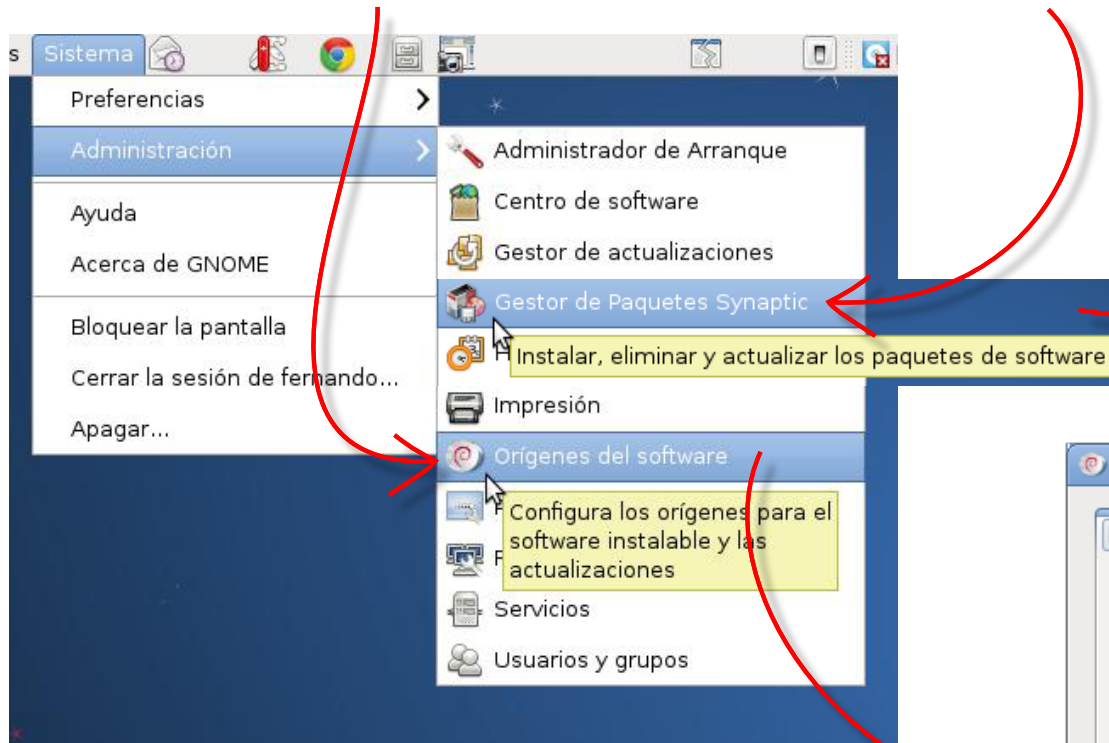 s Sistema
Preferencias
Administración
Ayuda
Acerca de GNOME
Bloquear la pantalla
Cerrar la sesión de fernando...
Apagar...
Administrador de Arranque
Centro de software
Gestor de actualizaciones
Gestor de Paquetes Synaptic
H
Instalar, eliminar y actualizar los paquetes de software
Impresión
Orígenes del software
Configura los orígenes para el
software instalable y las
actualizaciones
Servicios
Usuarios y grupos